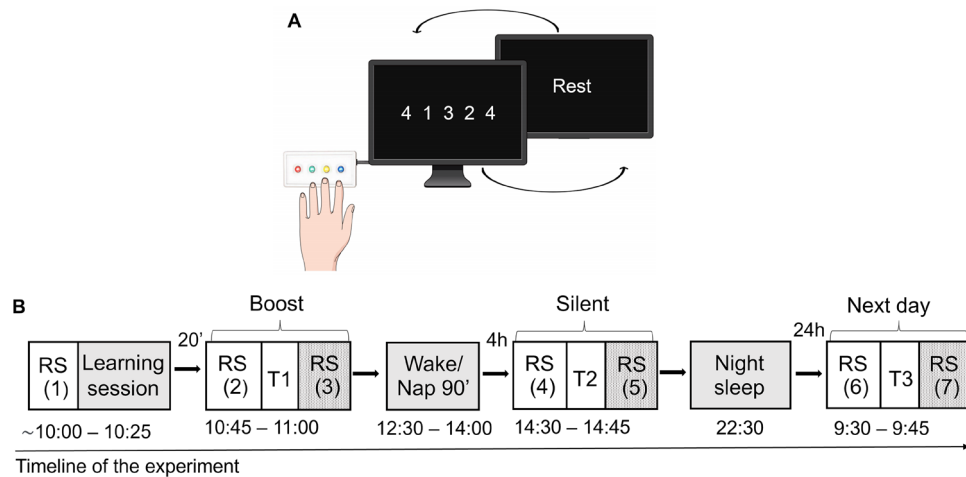 A
4 1 3 2 4
Rest
B
Boost
Silent
Next day
20'
4h
24h
RS
(1)
Learning
session
RS
(2)
T1
RS
(3)
Wake/
Nap 90'
RS
(4)
T2
RS
(5)
Night
sleep
RS
(6)
T3
RS
(7)
~10:00 – 10:25
10:45 – 11:00
12:30 – 14:00
14:30 – 14:45
22:30
9:30 – 9:45
Timeline of the experiment